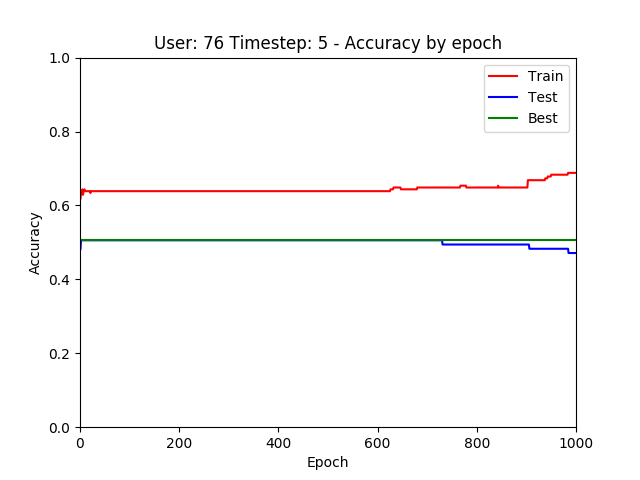 User: 76 Timestep: 5 - Accuracy by epoch
1.0
0.8
0.6
0.4
0.2
0.0
Accuracy
Train
Test
Best
0 200 400 600 800 1000
Epoch